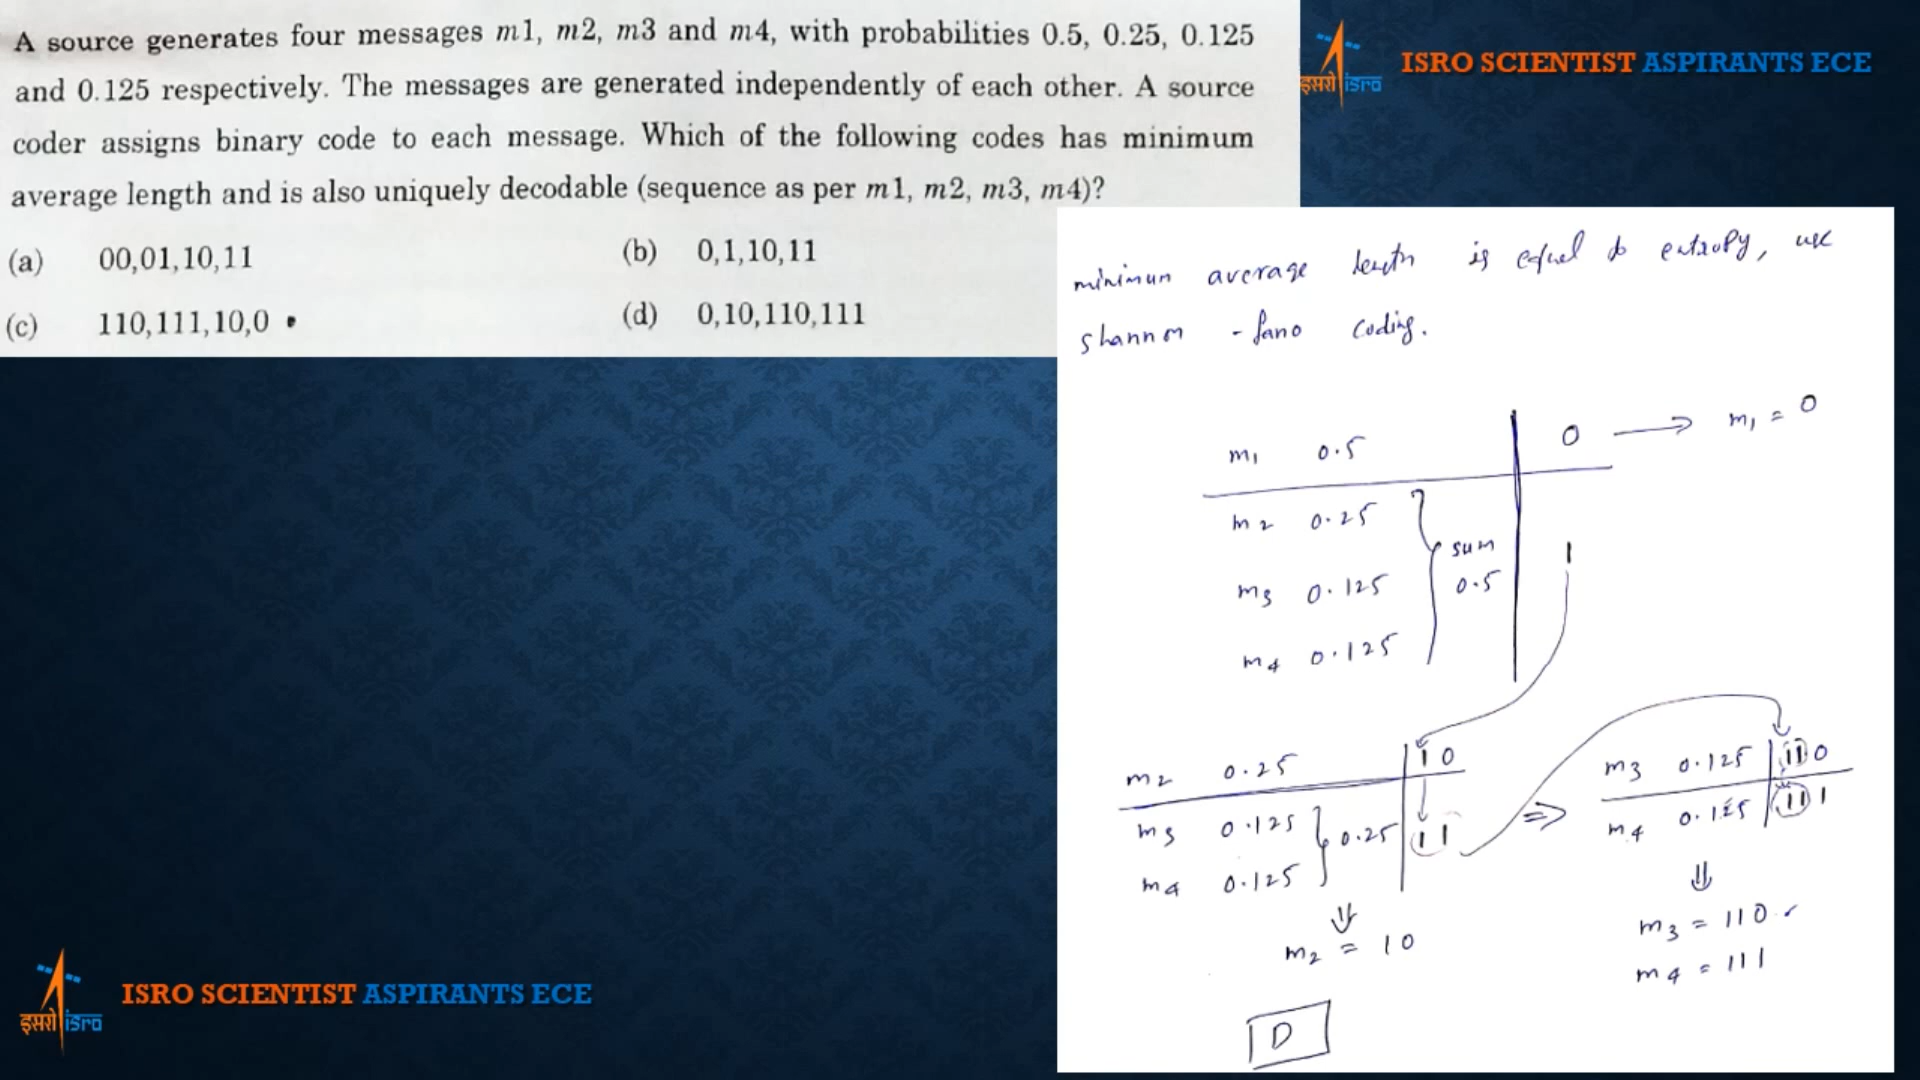 A source generates four messages m1, m2, m3 and m4, with probabilities 0.5, 0.25, 0.125
and 0.125 respectively. The messages are generated independently of each other. A source
coder assigns binary code to each message. Which of the following codes has minimum
average length and is also uniquely decodable (sequence as per m1, m2, m3, m4)?
(a) 00,01,10,11 (b) 0,1,10,11
(c) 110,111,10,0 (d) 0,10,110,111
इसरो isro ISRO SCIENTIST ASPIRANTS ECE
minimun average length is equal to entropy, use
shannon - fano coding.
m1 0.5 0 → m1 = 0
m2 0.25
sum
m3 0.125 0.5 1
m4 0.125
m2 0.25 1 0
m3 0.125 0.25 1 1
m4 0.125
⇓
m2 = 10
⇒
m3 0.125 11 0
m4 0.125 11 1
⇓
m3 = 110
m4 = 111
D
इसरो isro ISRO SCIENTIST ASPIRANTS ECE